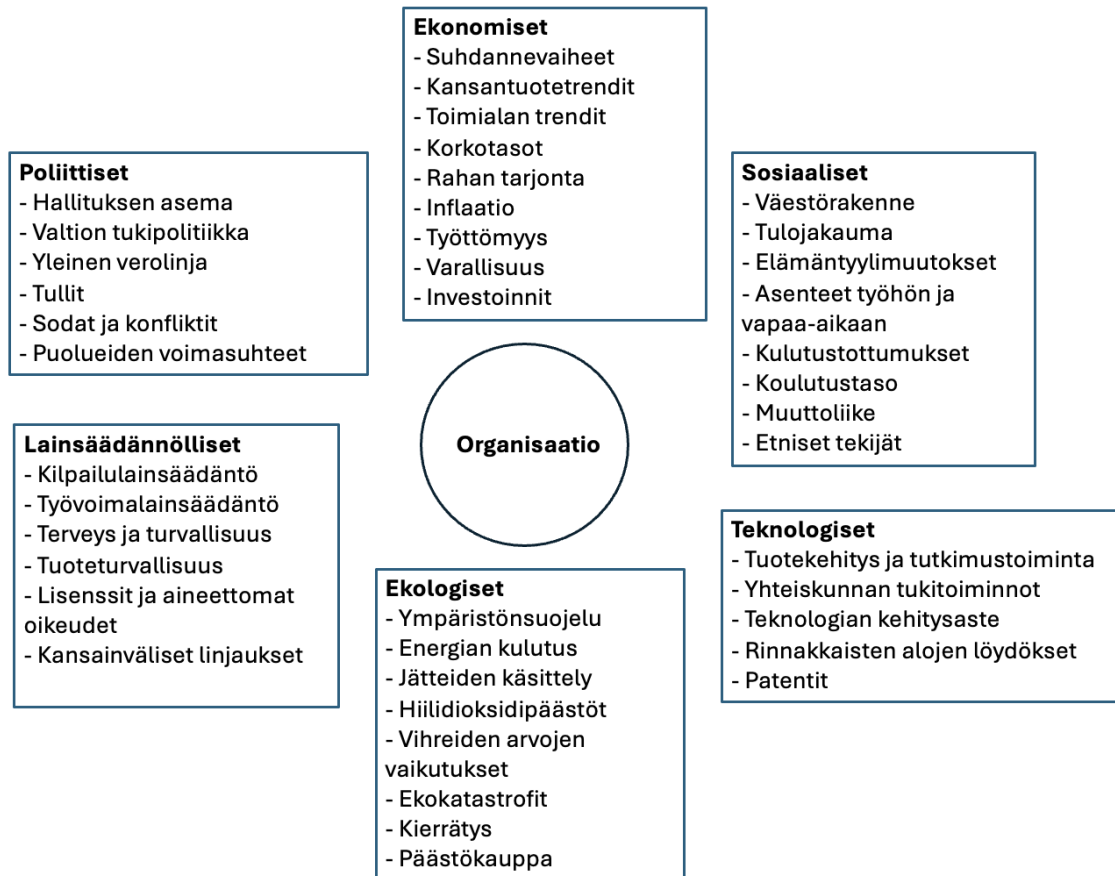 Ekonomiset
- Suhdannevaiheet
- Kansantuotetrendit
- Toimialan trendit
- Korkotasot
- Rahan tarjonta
- Inflaatio
- Työttömyys
- Varallisuus
- Investoinnit
Poliittiset
- Hallituksen asema
- Valtion tukipolitiikka
- Yleinen verolinja
- Tullit
- Sodat ja konfliktit
- Puolueiden voimasuhteet
Sosiaaliset
- Väestörakenne
- Tulojakauma
- Elämäntyylimuutokset
- Asenteet työhön ja
vapaa-aikaan
- Kulutustottumukset
- Koulutustaso
- Muuttoliike
- Etniset tekijät
Organisaatio
Lainsäädännölliset
- Kilpailulainsäädäntö
- Työvoimalainsäädäntö
- Terveys ja turvallisuus
- Tuoteturvallisuus
- Lisenssit ja aineettomat
oikeudet
- Kansainväliset linjaukset
Teknologiset
- Tuotekehitys ja tutkimustoiminta
- Yhteiskunnan tukitoiminnot
- Teknologian kehitysaste
- Rinnakkaisten alojen löydökset
- Patentit
Ekologiset
- Ympäristönsuojelu
- Energian kulutus
- Jätteiden käsittely
- Hiilidioksidipäästöt
- Vihreiden arvojen
vaikutukset
- Ekokatastrofit
- Kierrätys
- Päästökauppa